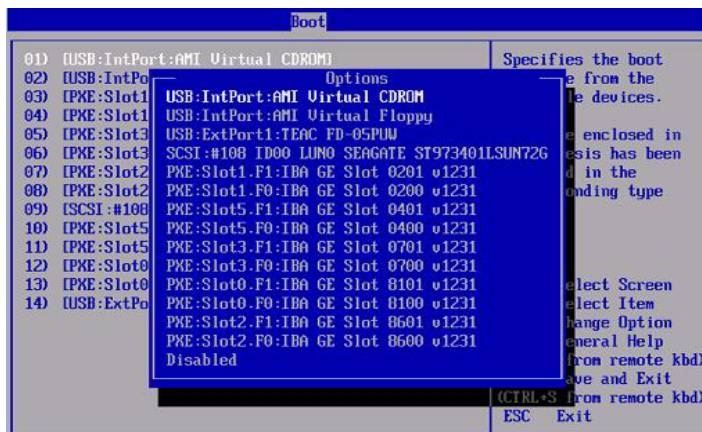 Boot
01) [USB:IntPort:AMI Virtual CDROM]
02) [USB:IntPo
03) [PXE:Slot1
04) [PXE:Slot1
05) [PXE:Slot3
06) [PXE:Slot3
07) [PXE:Slot2
08) [PXE:Slot2
09) [SCSI:#108
10) [PXE:Slot5
11) [PXE:Slot5
12) [PXE:Slot0
13) [PXE:Slot0
14) [USB:ExtPo
Options
USB:IntPort:AMI Virtual CDROM
USB:IntPort:AMI Virtual Floppy
USB:ExtPort1:TEAC FD-05PUW
SCSI:#108 ID00 LUN0 SEAGATE ST973401LSUN72G
PXE:Slot1.F1:IBA GE Slot 0201 v1231
PXE:Slot1.F0:IBA GE Slot 0200 v1231
PXE:Slot5.F1:IBA GE Slot 0401 v1231
PXE:Slot5.F0:IBA GE Slot 0400 v1231
PXE:Slot3.F1:IBA GE Slot 0701 v1231
PXE:Slot3.F0:IBA GE Slot 0700 v1231
PXE:Slot0.F1:IBA GE Slot 8101 v1231
PXE:Slot0.F0:IBA GE Slot 8100 v1231
PXE:Slot2.F1:IBA GE Slot 8601 v1231
PXE:Slot2.F0:IBA GE Slot 8600 v1231
Disabled
Specifies the boot
e from the
le devices.
e enclosed in
esis has been
d in the
onding type
elect Screen
elect Item
hange Option
eneral Help
from remote kbd)
ave and Exit
(CTRL+S from remote kbd)
ESC Exit